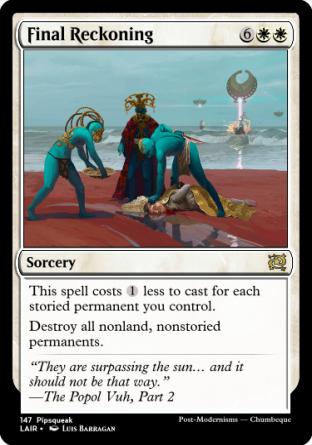 Final Reckoning 6
Sorcery
This spell costs 1 less to cast for each
storied permanent you control.
Destroy all nonland, nonstoried
permanents.
“They are surpassing the sun… and it
should not be that way.”
—The Popol Vuh, Part 2
147 Pipsqueak
Post-Modernisms — Chumbeque
LAIR • Luis Barragan